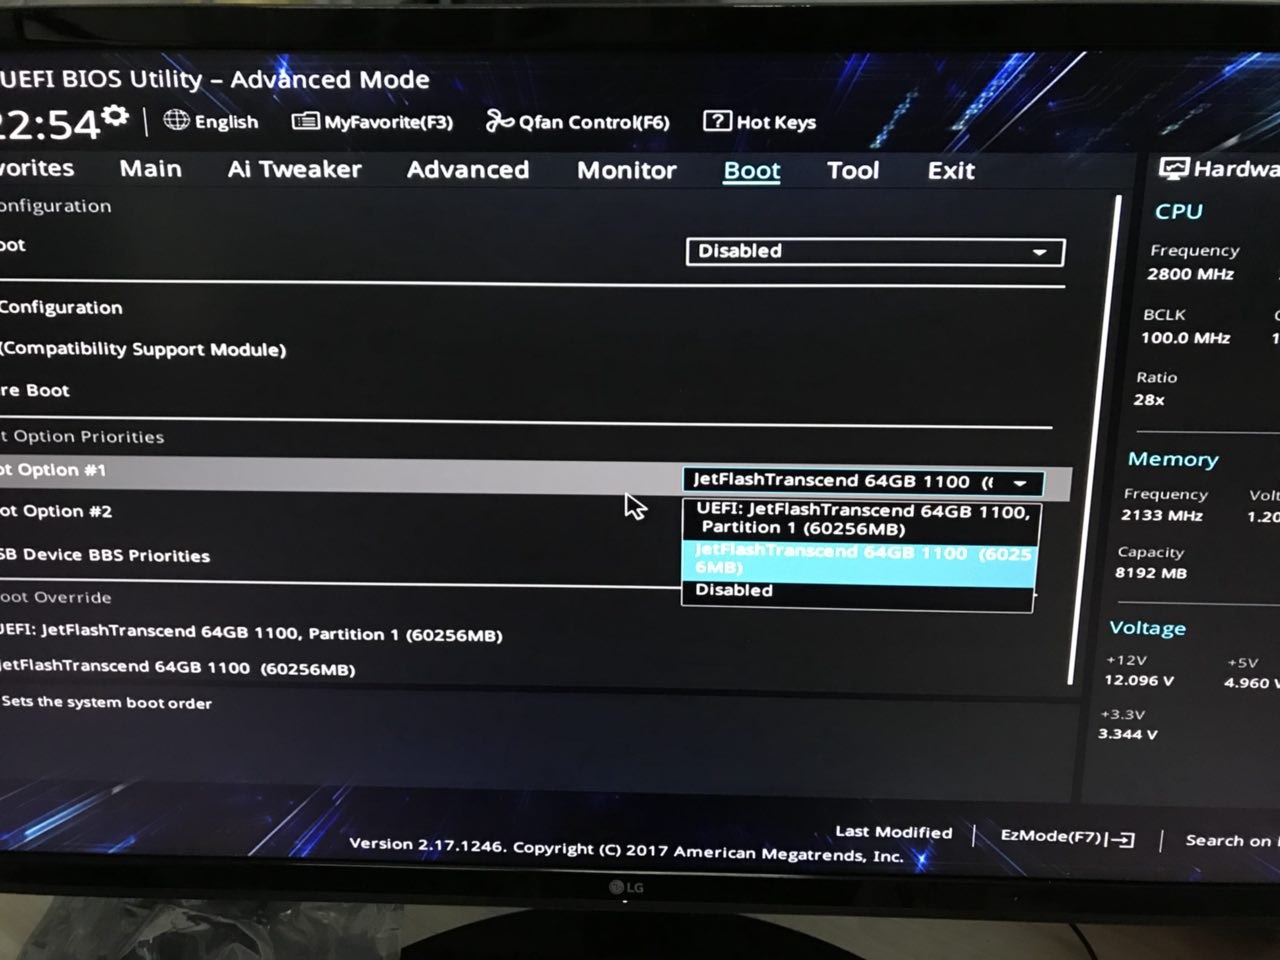 UEFI BIOS Utility – Advanced Mode
22:54 English MyFavorite(F3) Qfan Control(F6) ? Hot Keys
vorites Main Ai Tweaker Advanced Monitor Boot Tool Exit
onfiguration
oot Disabled
Configuration
(Compatibility Support Module)
re Boot
t Option Priorities
ot Option #1 JetFlashTranscend 64GB 1100 ((
UEFI: JetFlashTranscend 64GB 1100,
Partition 1 (60256MB)
JetFlashTranscend 64GB 1100 (6025
6MB)
Disabled
ot Option #2
SB Device BBS Priorities
oot Override
UEFI: JetFlashTranscend 64GB 1100, Partition 1 (60256MB)
JetFlashTranscend 64GB 1100 (60256MB)
Sets the system boot order
Hardwa
CPU
Frequency
2800 MHz
BCLK
100.0 MHz 1
Ratio
28x
Memory
Frequency Volt
2133 MHz 1.20
Capacity
8192 MB
Voltage
+12V +5V
12.096 V 4.960 V
+3.3V
3.344 V
Last Modified EzMode(F7) Search on
Version 2.17.1246. Copyright (C) 2017 American Megatrends, Inc.
LG